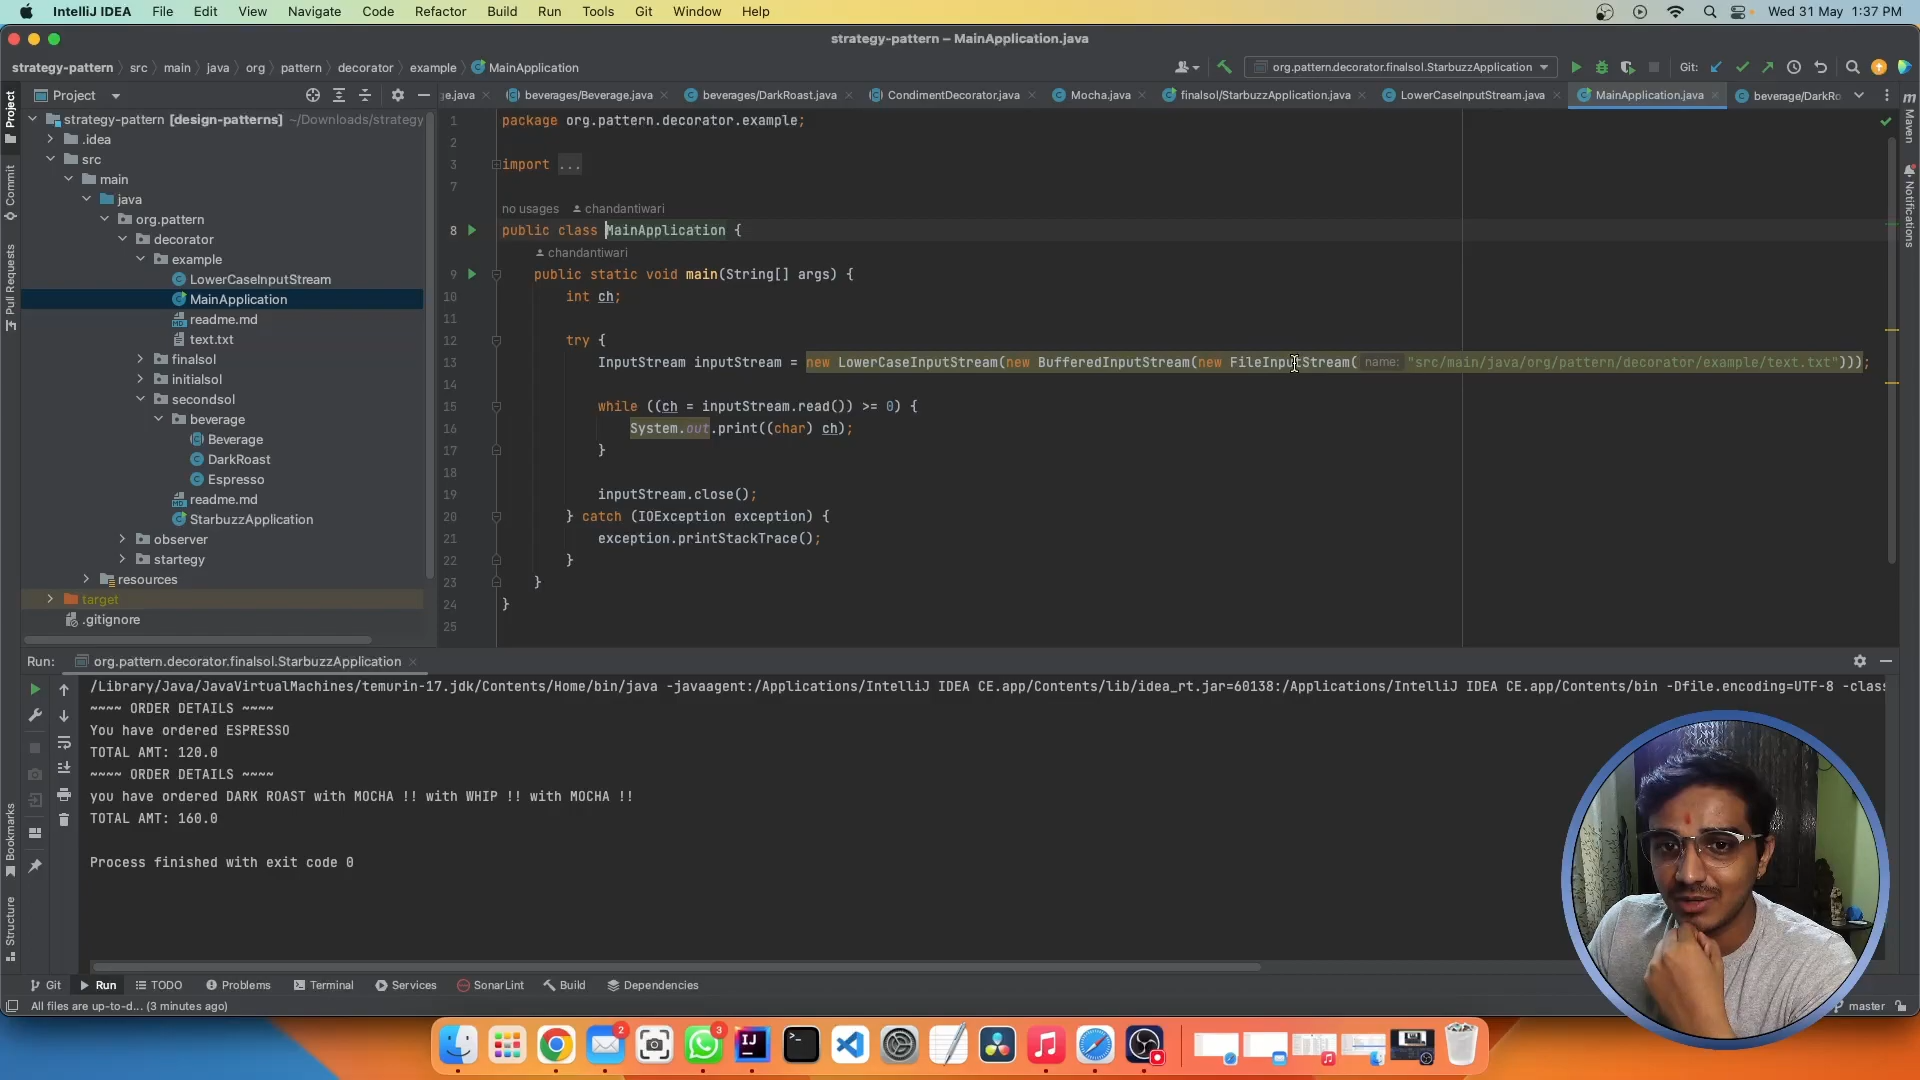 IntelliJ IDEA File Edit View Navigate Code Refactor Build Run Tools Git Window Help Wed 31 May 1:37 PM
strategy-pattern – MainApplication.java
strategy-pattern src main java org pattern decorator example MainApplication org.pattern.decorator.finalsol.StarbuzzApplication Git:
Project ge.java beverages/Beverage.java beverages/DarkRoast.java CondimentDecorator.java Mocha.java finalsol/StarbuzzApplication.java LowerCaseInputStream.java MainApplication.java beverage/DarkRo
Project
Commit
Pull Requests
Bookmarks
Structure
Maven
Notifications
strategy-pattern [design-patterns] ~/Downloads/strategy
.idea
src
main
java
org.pattern
decorator
example
LowerCaseInputStream
MainApplication
readme.md
text.txt
finalsol
initialsol
secondsol
beverage
Beverage
DarkRoast
Espresso
readme.md
StarbuzzApplication
observer
startegy
resources
target
.gitignore
1 package org.pattern.decorator.example;
2
3 import ...
7
no usages chandantiwari
8 public class MainApplication {
chandantiwari
9 public static void main(String[] args) {
10 int ch;
11
12 try {
13 InputStream inputStream = new LowerCaseInputStream(new BufferedInputStream(new FileInputStream( name: "src/main/java/org/pattern/decorator/example/text.txt")));
14
15 while ((ch = inputStream.read()) >= 0) {
16 System.out.print((char) ch);
17 }
18
19 inputStream.close();
20 } catch (IOException exception) {
21 exception.printStackTrace();
22 }
23 }
24 }
25
Run: org.pattern.decorator.finalsol.StarbuzzApplication
/Library/Java/JavaVirtualMachines/temurin-17.jdk/Contents/Home/bin/java -javaagent:/Applications/IntelliJ IDEA CE.app/Contents/lib/idea_rt.jar=60138:/Applications/IntelliJ IDEA CE.app/Contents/bin -Dfile.encoding=UTF-8 -clas
~~~~ ORDER DETAILS ~~~~
You have ordered ESPRESSO
TOTAL AMT: 120.0
~~~~ ORDER DETAILS ~~~~
you have ordered DARK ROAST with MOCHA !! with WHIP !! with MOCHA !!
TOTAL AMT: 160.0
Process finished with exit code 0
Git Run TODO Problems Terminal Services SonarLint Build Dependencies
All files are up-to-d... (3 minutes ago) master
2 3 IJ